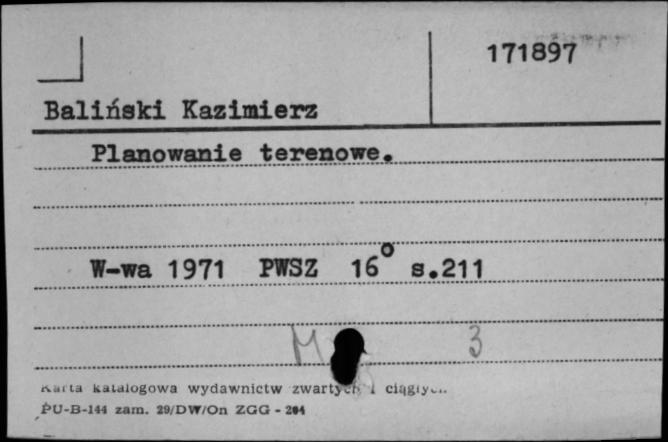 171897
Baliński Kazimierz
Planowanie terenowe.
W-wa 1971 PWSZ 16° s.211
M 3
Karta katalogowa wydawnictw zwartych i ciągłych
PU-B-144 zam. 29/DW/On ZGG - 204